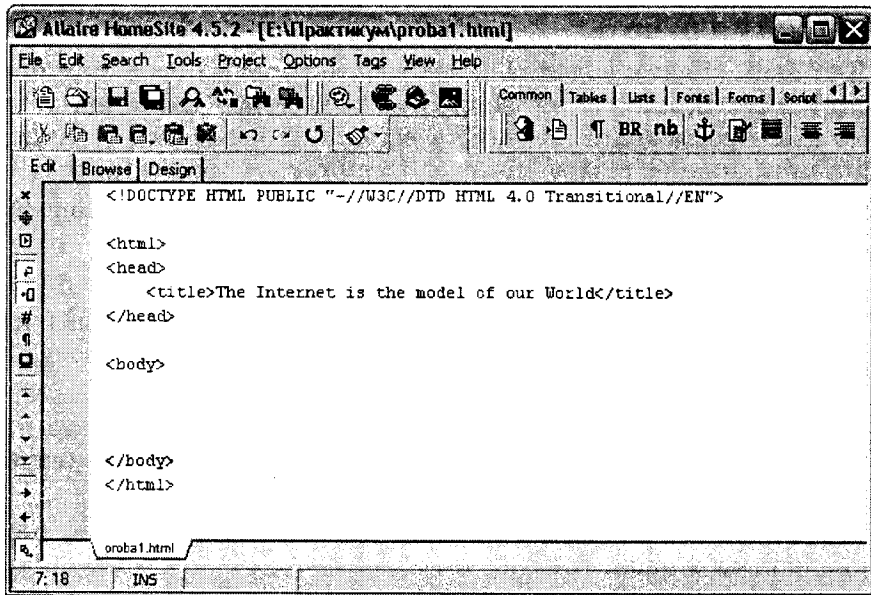 Allaire HomeSite 4.5.2 - [E:\Практикум\proba1.html]
File Edit Search Tools Project Options Tags View Help
Common Tables Lists Fonts Forms Script
¶ BR nb
Edit Browse Design
<!DOCTYPE HTML PUBLIC "-//W3C//DTD HTML 4.0 Transitional//EN">
<html>
<head>
<title>The Internet is the model of our World</title>
</head>
<body>
</body>
</html>
proba1.html
7:18 INS